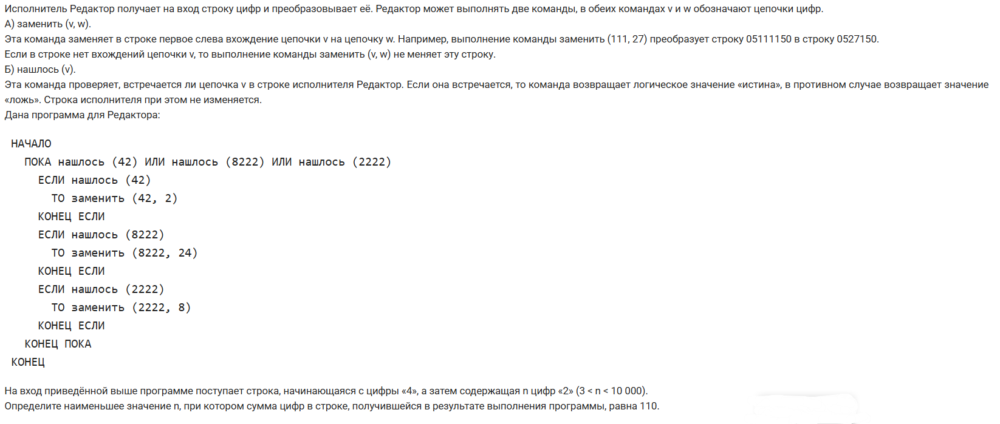 Исполнитель Редактор получает на вход строку цифр и преобразовывает её. Редактор может выполнять две команды, в обеих командах v и w обозначают цепочки цифр.
А) заменить (v, w).
Эта команда заменяет в строке первое слева вхождение цепочки v на цепочку w. Например, выполнение команды заменить (111, 27) преобразует строку 05111150 в строку 0527150.
Если в строке нет вхождений цепочки v, то выполнение команды заменить (v, w) не меняет эту строку.
Б) нашлось (v).
Эта команда проверяет, встречается ли цепочка v в строке исполнителя Редактор. Если она встречается, то команда возвращает логическое значение «истина», в противном случае возвращает значение
«ложь». Строка исполнителя при этом не изменяется.
Дана программа для Редактора:
НАЧАЛО
ПОКА нашлось (42) ИЛИ нашлось (8222) ИЛИ нашлось (2222)
ЕСЛИ нашлось (42)
ТО заменить (42, 2)
КОНЕЦ ЕСЛИ
ЕСЛИ нашлось (8222)
ТО заменить (8222, 24)
КОНЕЦ ЕСЛИ
ЕСЛИ нашлось (2222)
ТО заменить (2222, 8)
КОНЕЦ ЕСЛИ
КОНЕЦ ПОКА
КОНЕЦ
На вход приведённой выше программе поступает строка, начинающаяся с цифры «4», а затем содержащая n цифр «2» (3 < n < 10 000).
Определите наименьшее значение n, при котором сумма цифр в строке, получившейся в результате выполнения программы, равна 110.